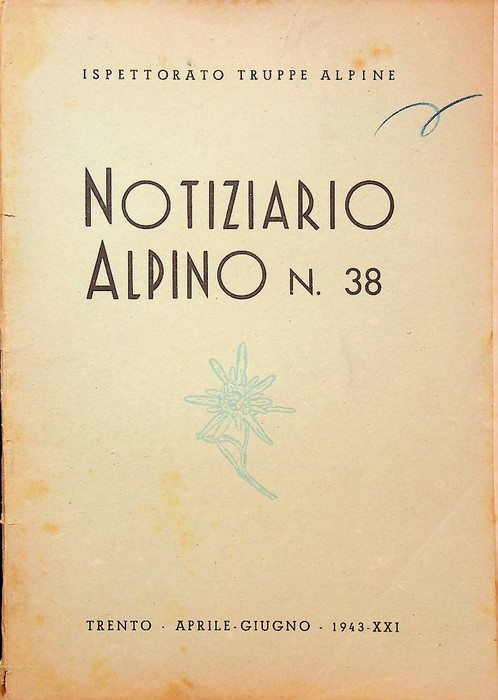 ISPETTORATO TRUPPE ALPINE
NOTIZIARIO
ALPINO N. 38
TRENTO - APRILE-GIUGNO - 1943-XXI